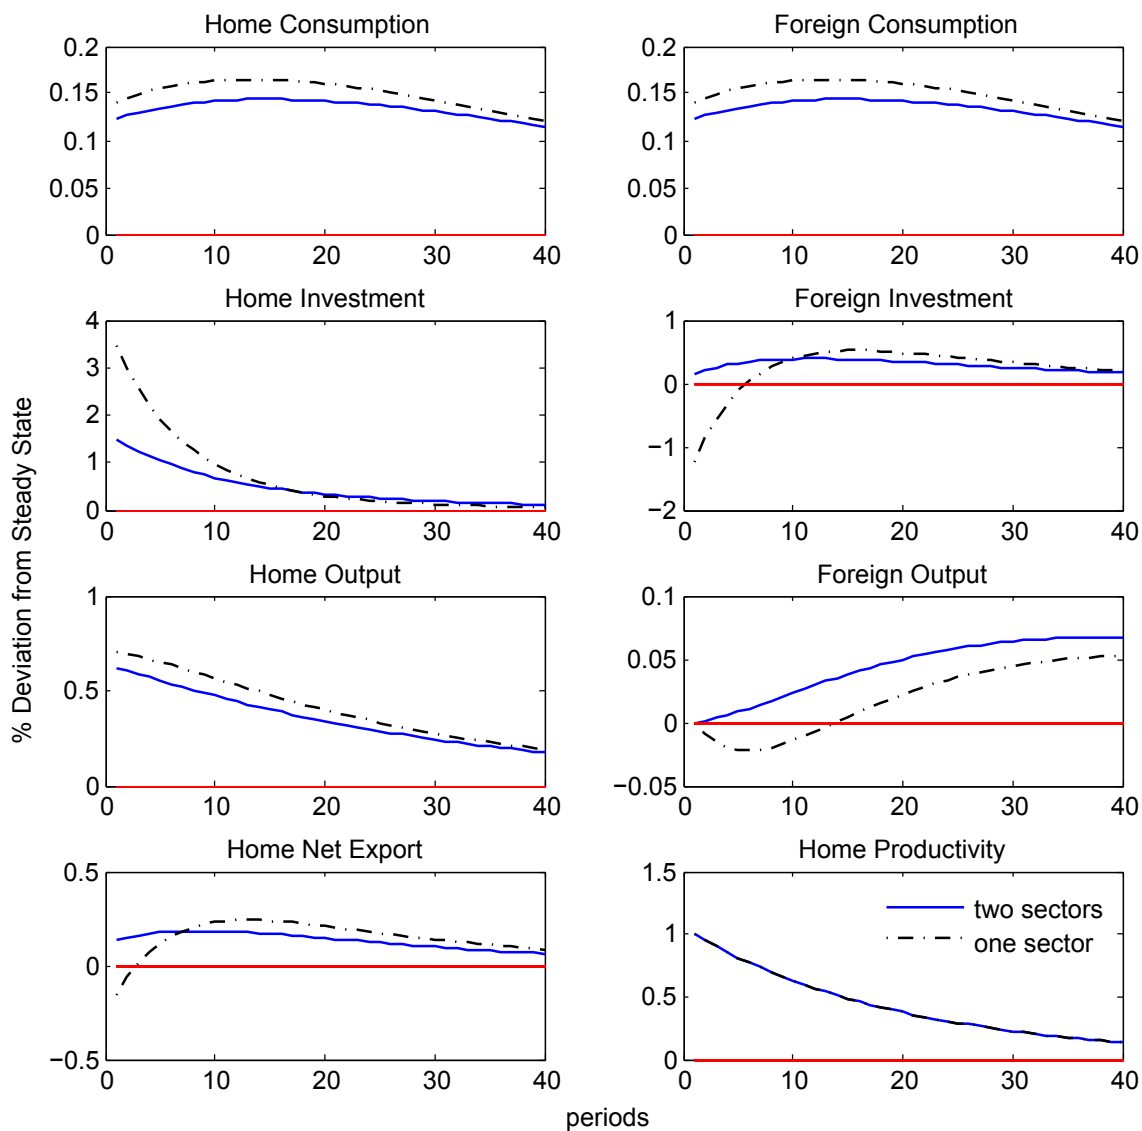 Home Consumption
0.2
0.15
0.1
0.05
0
0 10 20 30 40
Foreign Consumption
0.2
0.15
0.1
0.05
0
0 10 20 30 40
Home Investment
4
3
2
1
0
0 10 20 30 40
Foreign Investment
1
0
−1
−2
0 10 20 30 40
% Deviation from Steady State
Home Output
1
0.5
0
0 10 20 30 40
Foreign Output
0.1
0.05
0
−0.05
0 10 20 30 40
Home Net Export
0.5
0
−0.5
0 10 20 30 40
Home Productivity
1.5
1
0.5
0
0 10 20 30 40
two sectors
one sector
periods